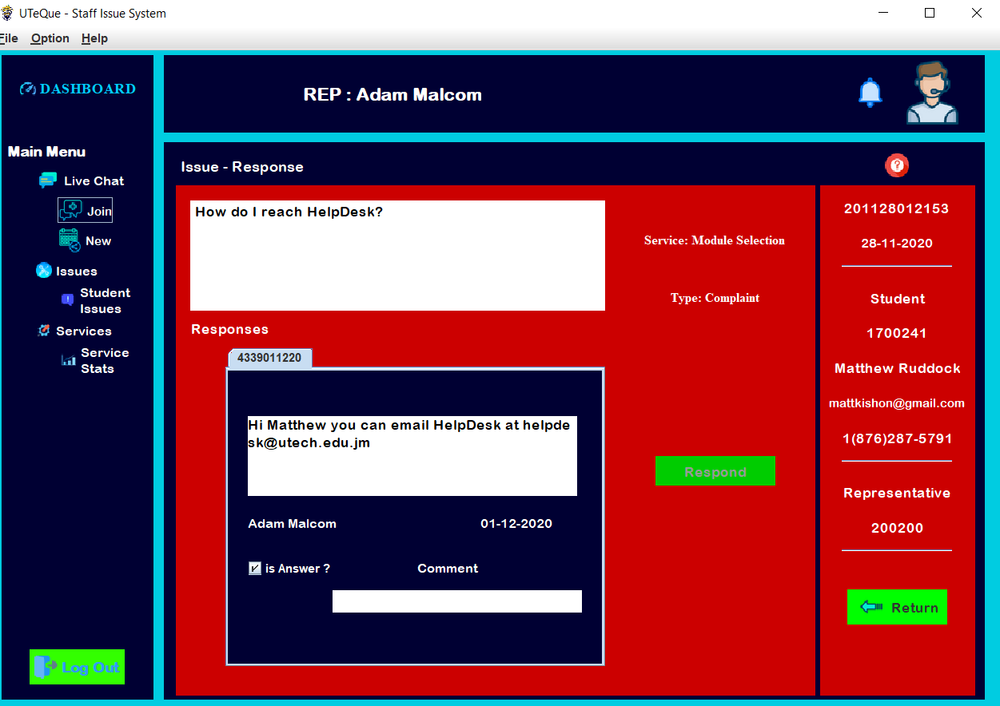 UTeQue - Staff Issue System
File Option Help
DASHBOARD
REP : Adam Malcom
Main Menu
Live Chat
Join
New
Issues
Student
Issues
Services
Service
Stats
Log Out
Issue - Response
?
How do I reach HelpDesk?
Service: Module Selection
Type: Complaint
Responses
4339011220
Hi Matthew you can email HelpDesk at helpde
sk@utech.edu.jm
Adam Malcom 01-12-2020
is Answer ? Comment
Respond
201128012153
28-11-2020
Student
1700241
Matthew Ruddock
mattkishon@gmail.com
1(876)287-5791
Representative
200200
Return